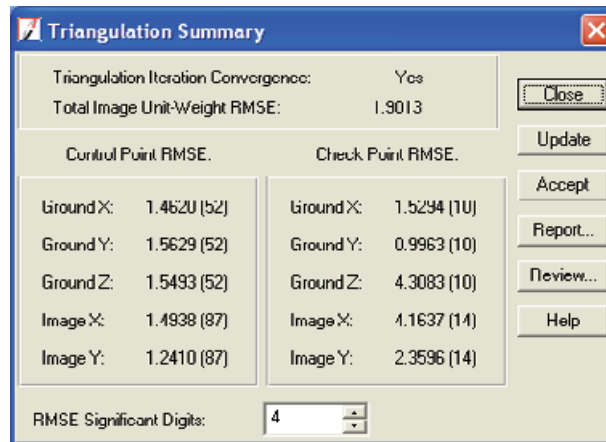 Triangulation Summary
Triangulation Iteration Convergence: Yes
Total Image Unit-Weight RMSE: 1.9013
Close
Update
Accept
Report...
Review...
Help
Control Point RMSE.
Ground X: 1.4620 (52)
Ground Y: 1.5629 (52)
Ground Z: 1.5493 (52)
Image X: 1.4938 (87)
Image Y: 1.2410 (87)
Check Point RMSE.
Ground X: 1.5294 (10)
Ground Y: 0.9963 (10)
Ground Z: 4.3083 (10)
Image X: 4.1637 (14)
Image Y: 2.3596 (14)
RMSE Significant Digits: 4